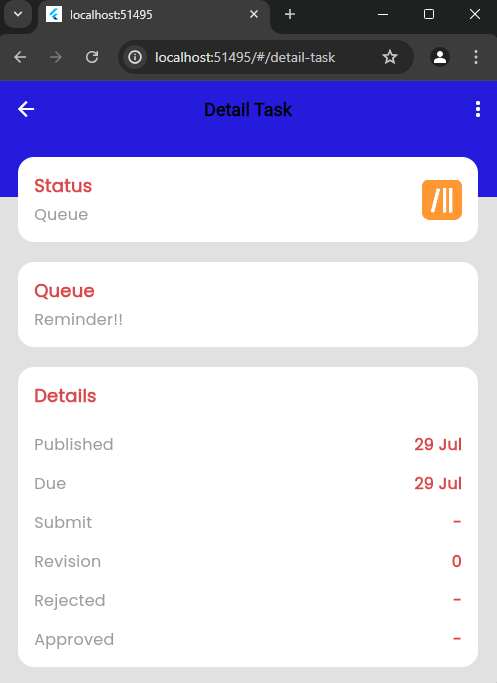 localhost:51495
localhost:51495/#/detail-task
Detail Task
Status
Queue
Queue
Reminder!!
Details
Published 29 Jul
Due 29 Jul
Submit -
Revision 0
Rejected -
Approved -